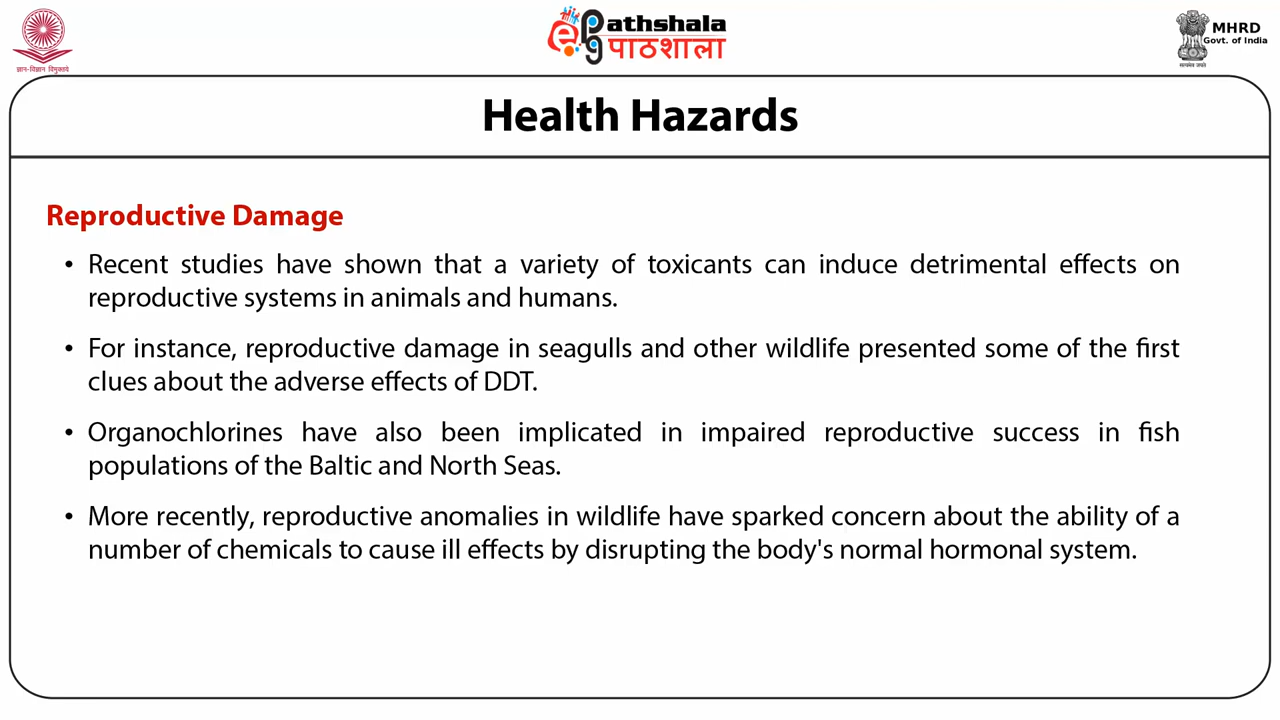 ज्ञान-विज्ञान विमुक्तये
ePathshala
पाठशाला
MHRD
Govt. of India
सत्यमेव जयते
Health Hazards
Reproductive Damage
• Recent studies have shown that a variety of toxicants can induce detrimental effects on
reproductive systems in animals and humans.
• For instance, reproductive damage in seagulls and other wildlife presented some of the first
clues about the adverse effects of DDT.
• Organochlorines have also been implicated in impaired reproductive success in fish
populations of the Baltic and North Seas.
• More recently, reproductive anomalies in wildlife have sparked concern about the ability of a
number of chemicals to cause ill effects by disrupting the body's normal hormonal system.